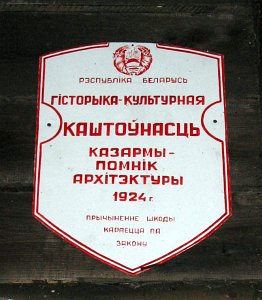 РЭСПУБЛІКА БЕЛАРУСЬ
ГІСТОРЫКА-КУЛЬТУРНАЯ
КАШТОЎНАСЦЬ
КАЗАРМЫ-
ПОМНІК
АРХІТЭКТУРЫ
1924 г.
ПРЫЧЫНЕННЕ ШКОДЫ
КАРАЕЦЦА ПА
ЗАКОНУ